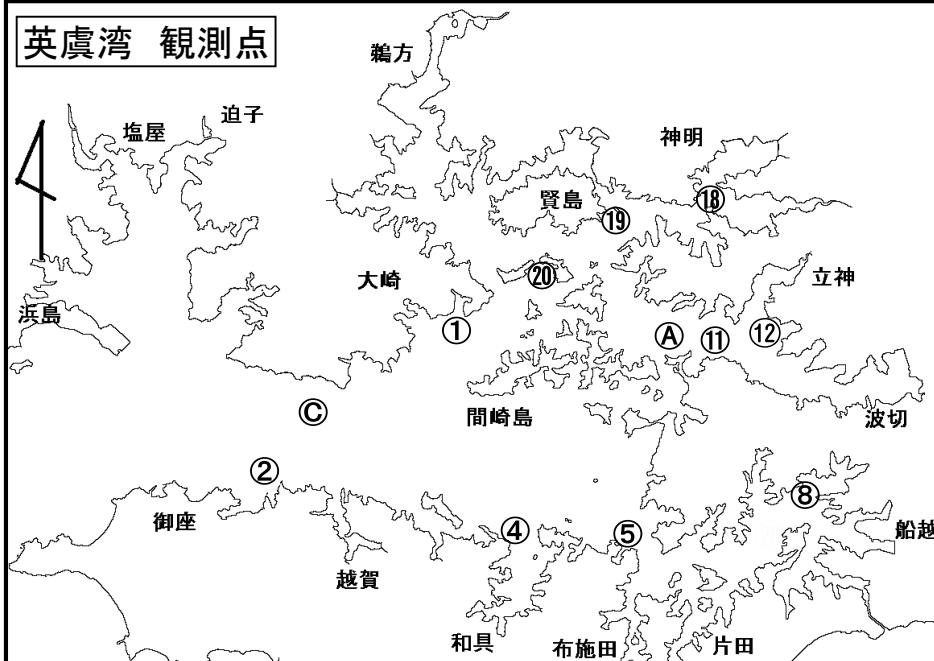 英虞湾 観測点
鵜方
迫子
塩屋
神明
賢島
⑱
⑲
大崎
⑳
立神
浜島
①
Ⓐ
⑪
⑫
間崎島
Ⓒ
波切
②
⑧
御座
④
⑤
船越
越賀
和具
布施田
片田